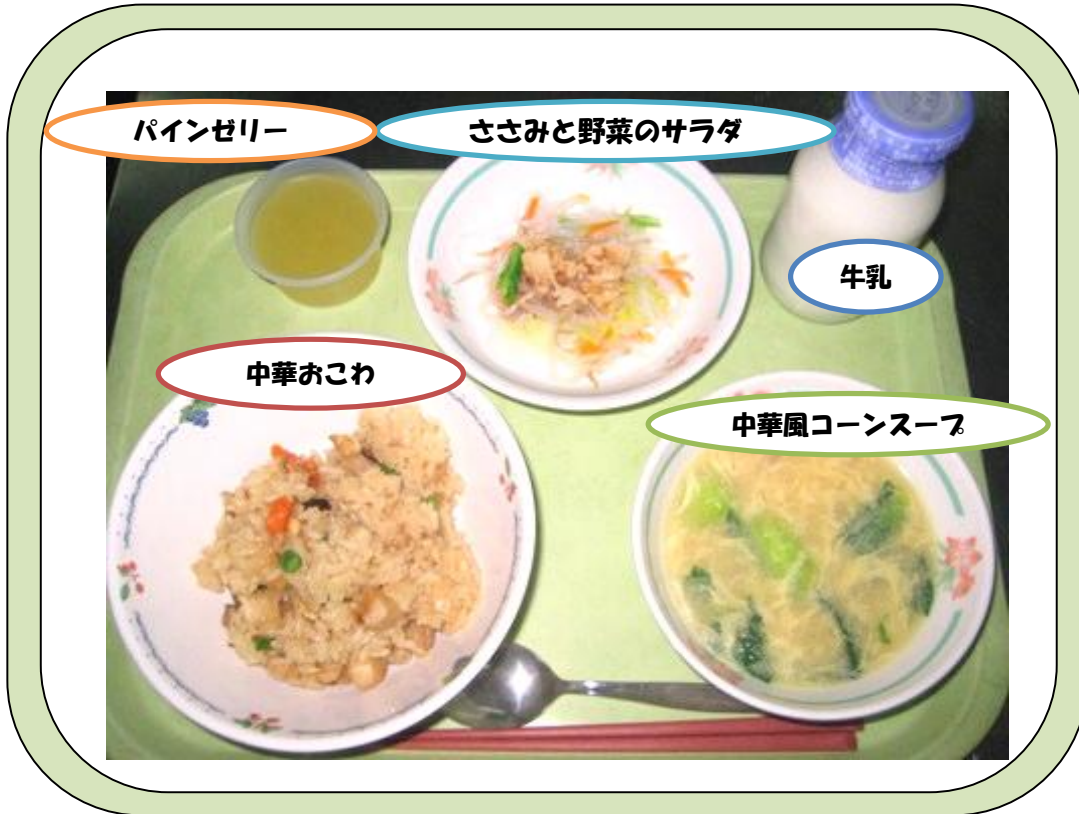 パインゼリー
ささみと野菜のサラダ
牛乳
中華おこわ
中華風コーンスープ